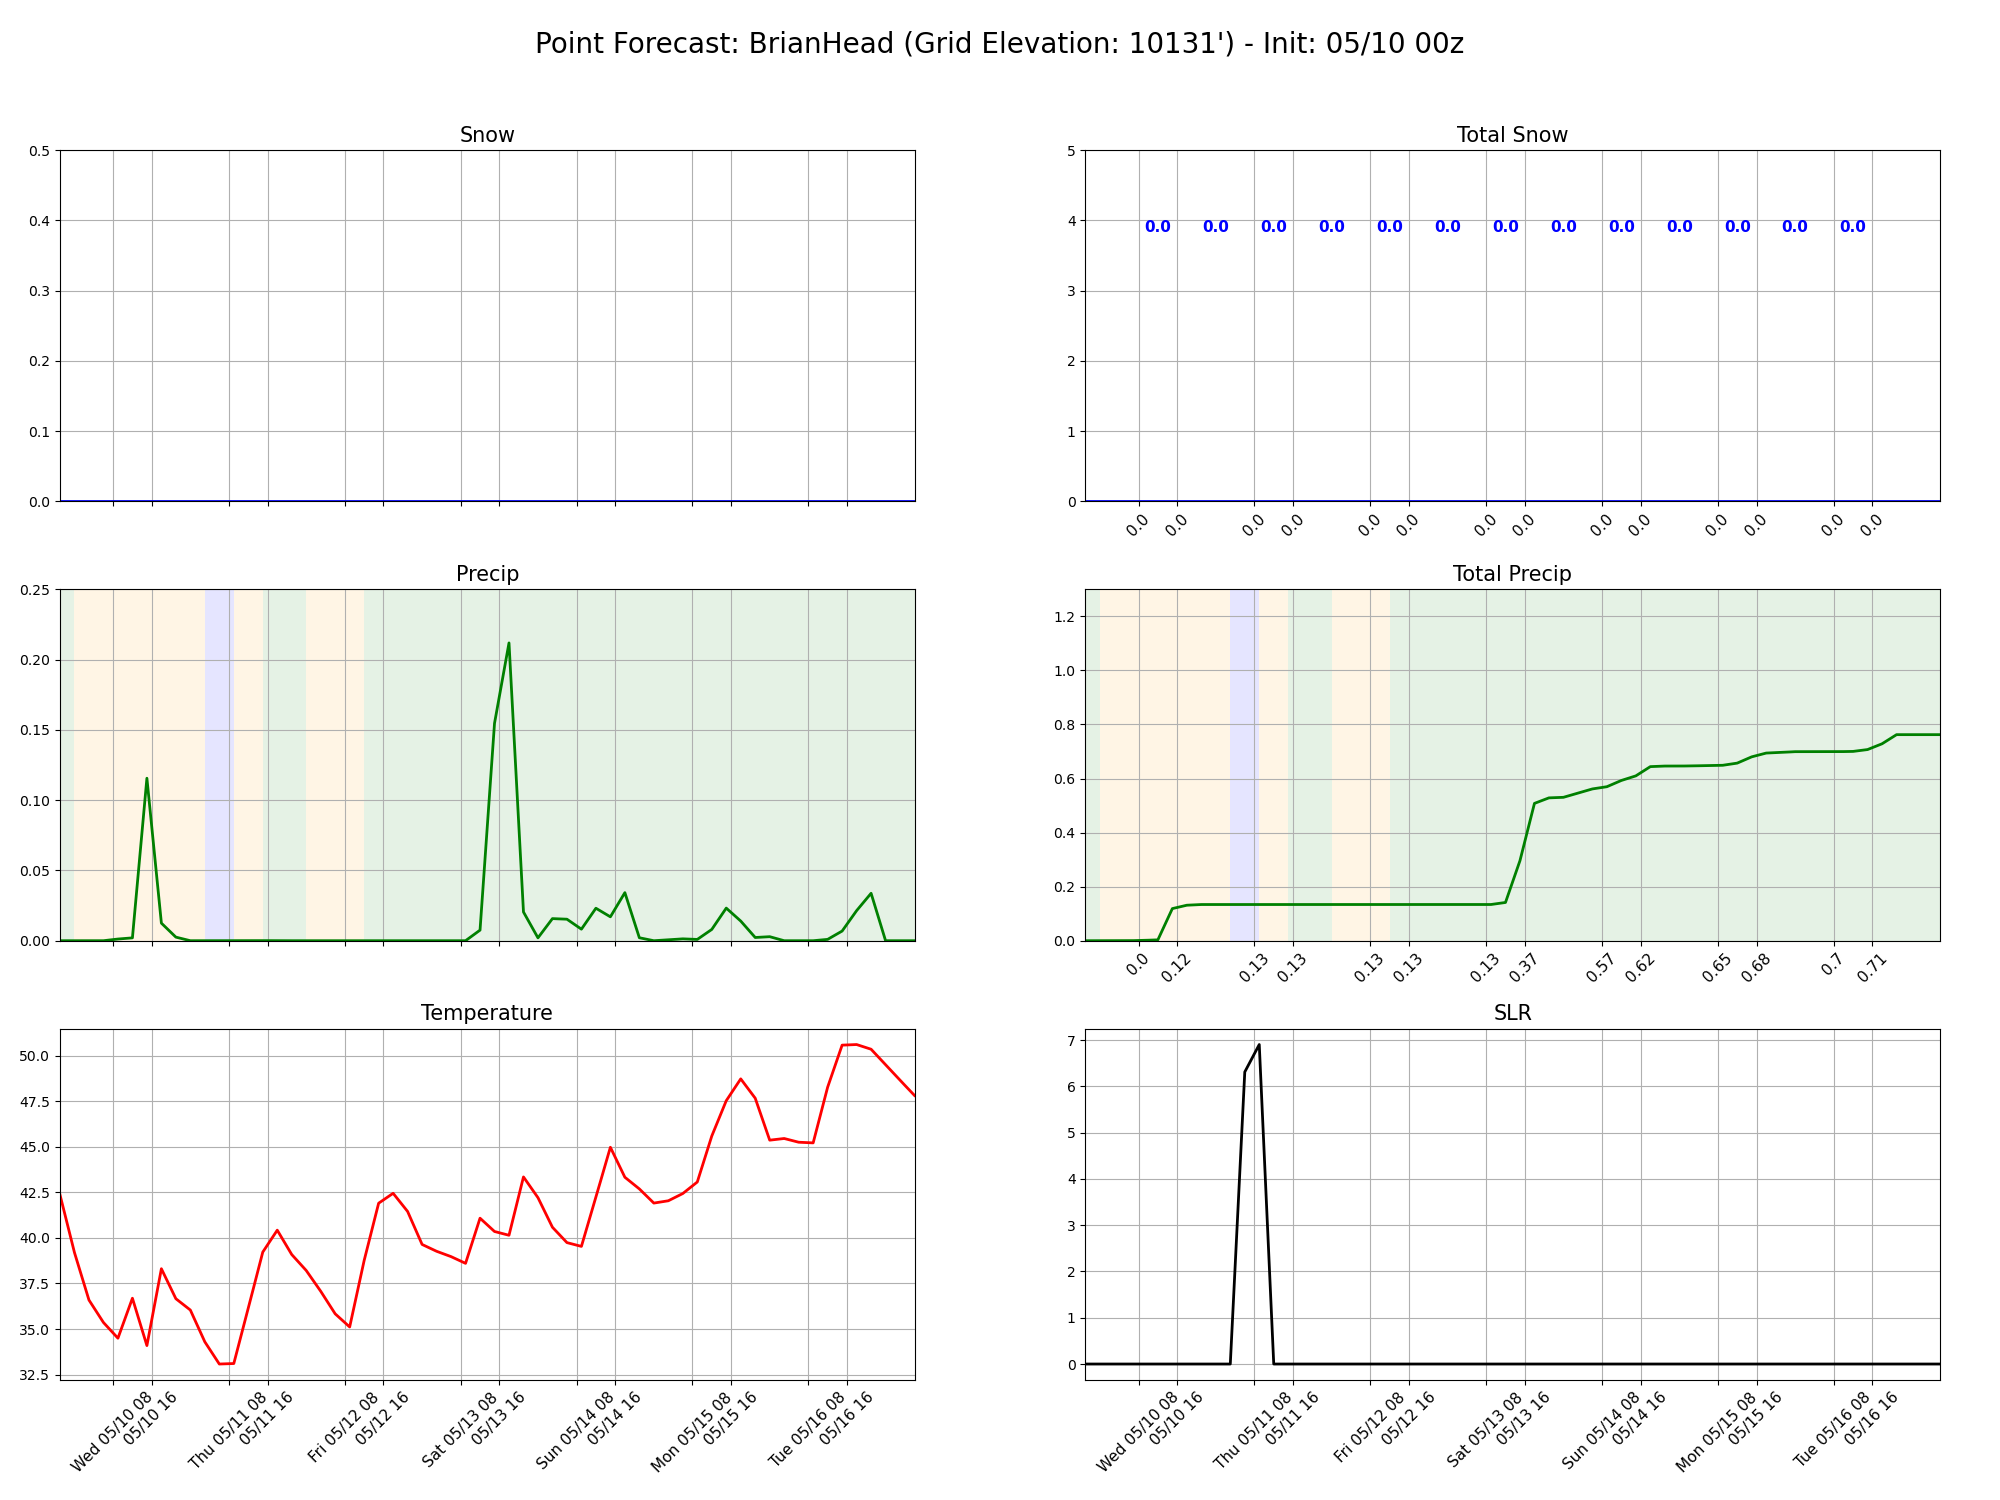 Point Forecast: BrianHead (Grid Elevation: 10131') - Init: 05/10 00z
Snow
0.5
0.4
0.3
0.2
0.1
0.0
Total Snow
5
4
3
2
1
0
0.0 0.0 0.0 0.0 0.0 0.0 0.0 0.0 0.0 0.0 0.0 0.0 0.0
0.0 0.0 0.0 0.0 0.0 0.0 0.0 0.0 0.0 0.0 0.0 0.0 0.0 0.0
Precip
0.25
0.20
0.15
0.10
0.05
0.00
Total Precip
1.2
1.0
0.8
0.6
0.4
0.2
0.0
0.0 0.12 0.13 0.13 0.13 0.13 0.13 0.37 0.57 0.62 0.65 0.68 0.7 0.71
Temperature
50.0
47.5
45.0
42.5
40.0
37.5
35.0
32.5
Wed 05/10 08
05/10 16
Thu 05/11 08
05/11 16
Fri 05/12 08
05/12 16
Sat 05/13 08
05/13 16
Sun 05/14 08
05/14 16
Mon 05/15 08
05/15 16
Tue 05/16 08
05/16 16
SLR
7
6
5
4
3
2
1
0
Wed 05/10 08
05/10 16
Thu 05/11 08
05/11 16
Fri 05/12 08
05/12 16
Sat 05/13 08
05/13 16
Sun 05/14 08
05/14 16
Mon 05/15 08
05/15 16
Tue 05/16 08
05/16 16